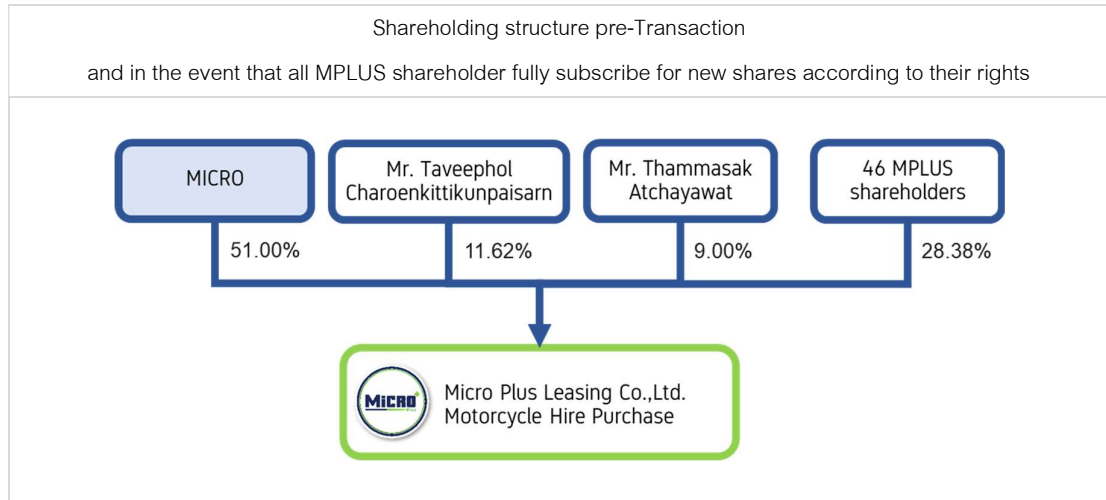 Shareholding structure pre-Transaction
and in the event that all MPLUS shareholder fully subscribe for new shares according to their rights
MICRO
Mr. Taveephol
Charoenkittikunpaisarn
Mr. Thammasak
Atchayawat
46 MPLUS
shareholders
51.00%
11.62%
9.00%
28.38%
MiCRO
Plus
Micro Plus Leasing Co.,Ltd.
Motorcycle Hire Purchase